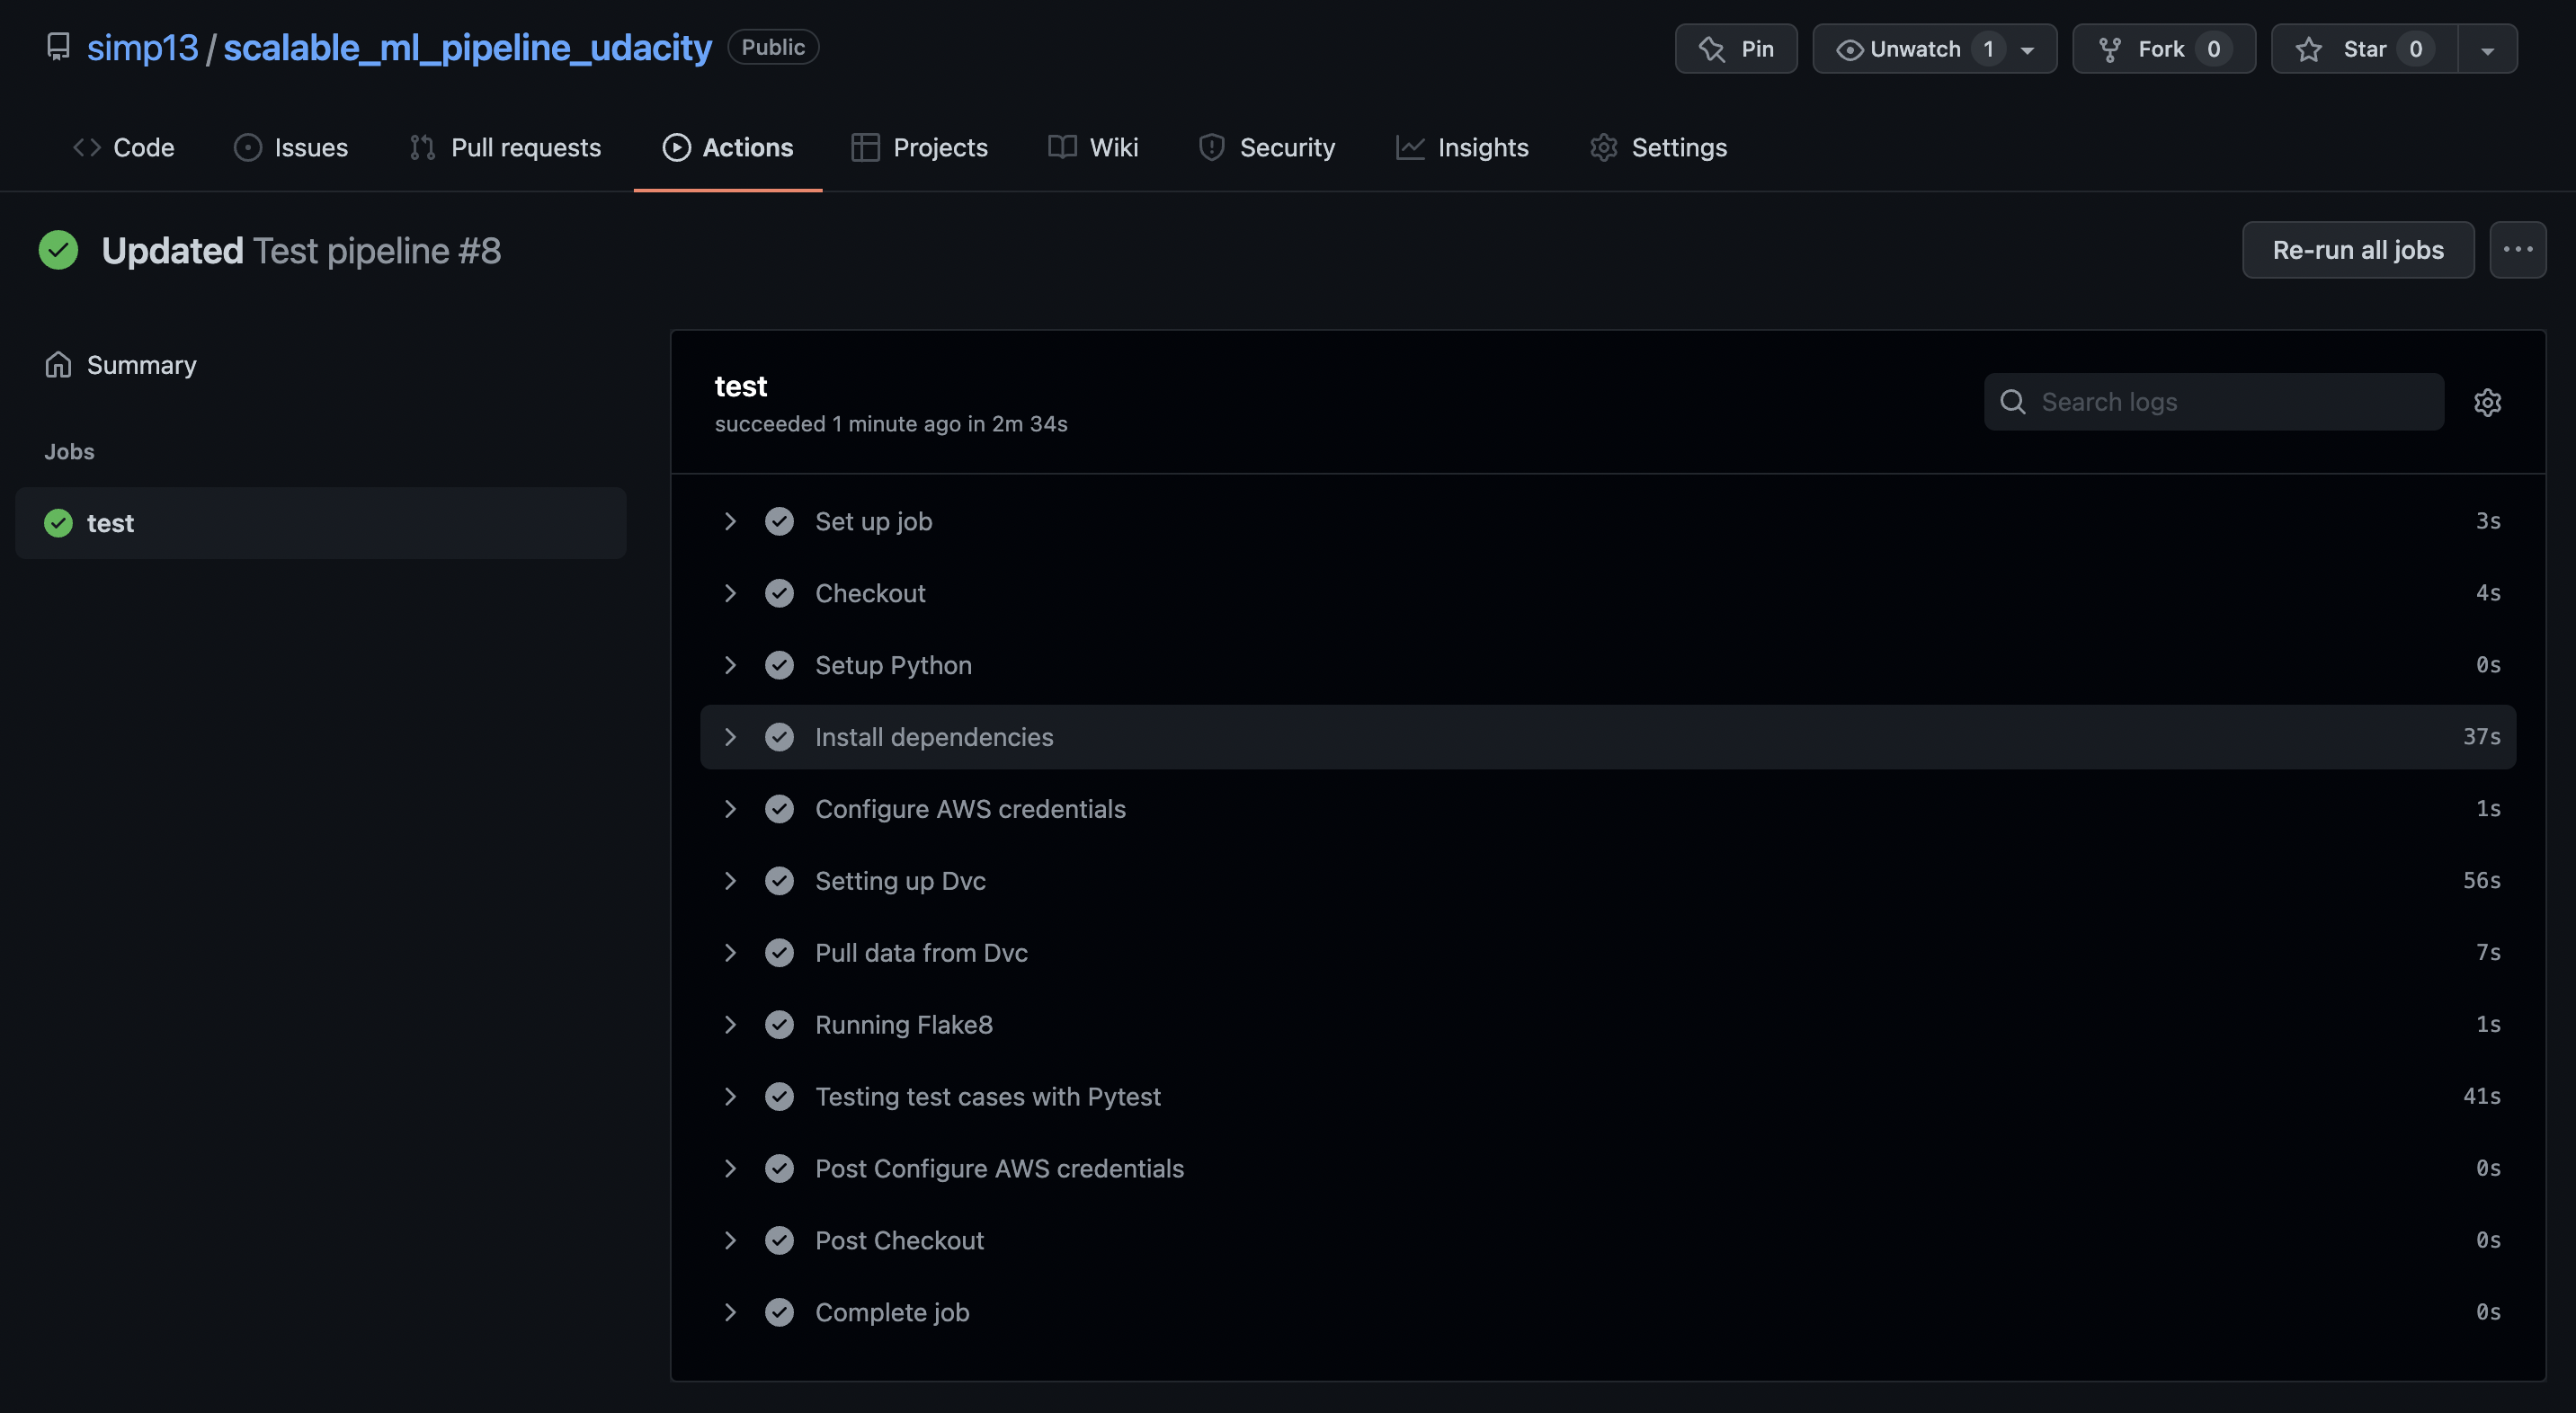 simp13 / scalable_ml_pipeline_udacity Public
Pin
Unwatch 1
Fork 0
Star 0
Code
Issues
Pull requests
Actions
Projects
Wiki
Security
Insights
Settings
Updated Test pipeline #8
Re-run all jobs
Summary
Jobs
test
test
succeeded 1 minute ago in 2m 34s
Search logs
Set up job 3s
Checkout 4s
Setup Python 0s
Install dependencies 37s
Configure AWS credentials 1s
Setting up Dvc 56s
Pull data from Dvc 7s
Running Flake8 1s
Testing test cases with Pytest 41s
Post Configure AWS credentials 0s
Post Checkout 0s
Complete job 0s